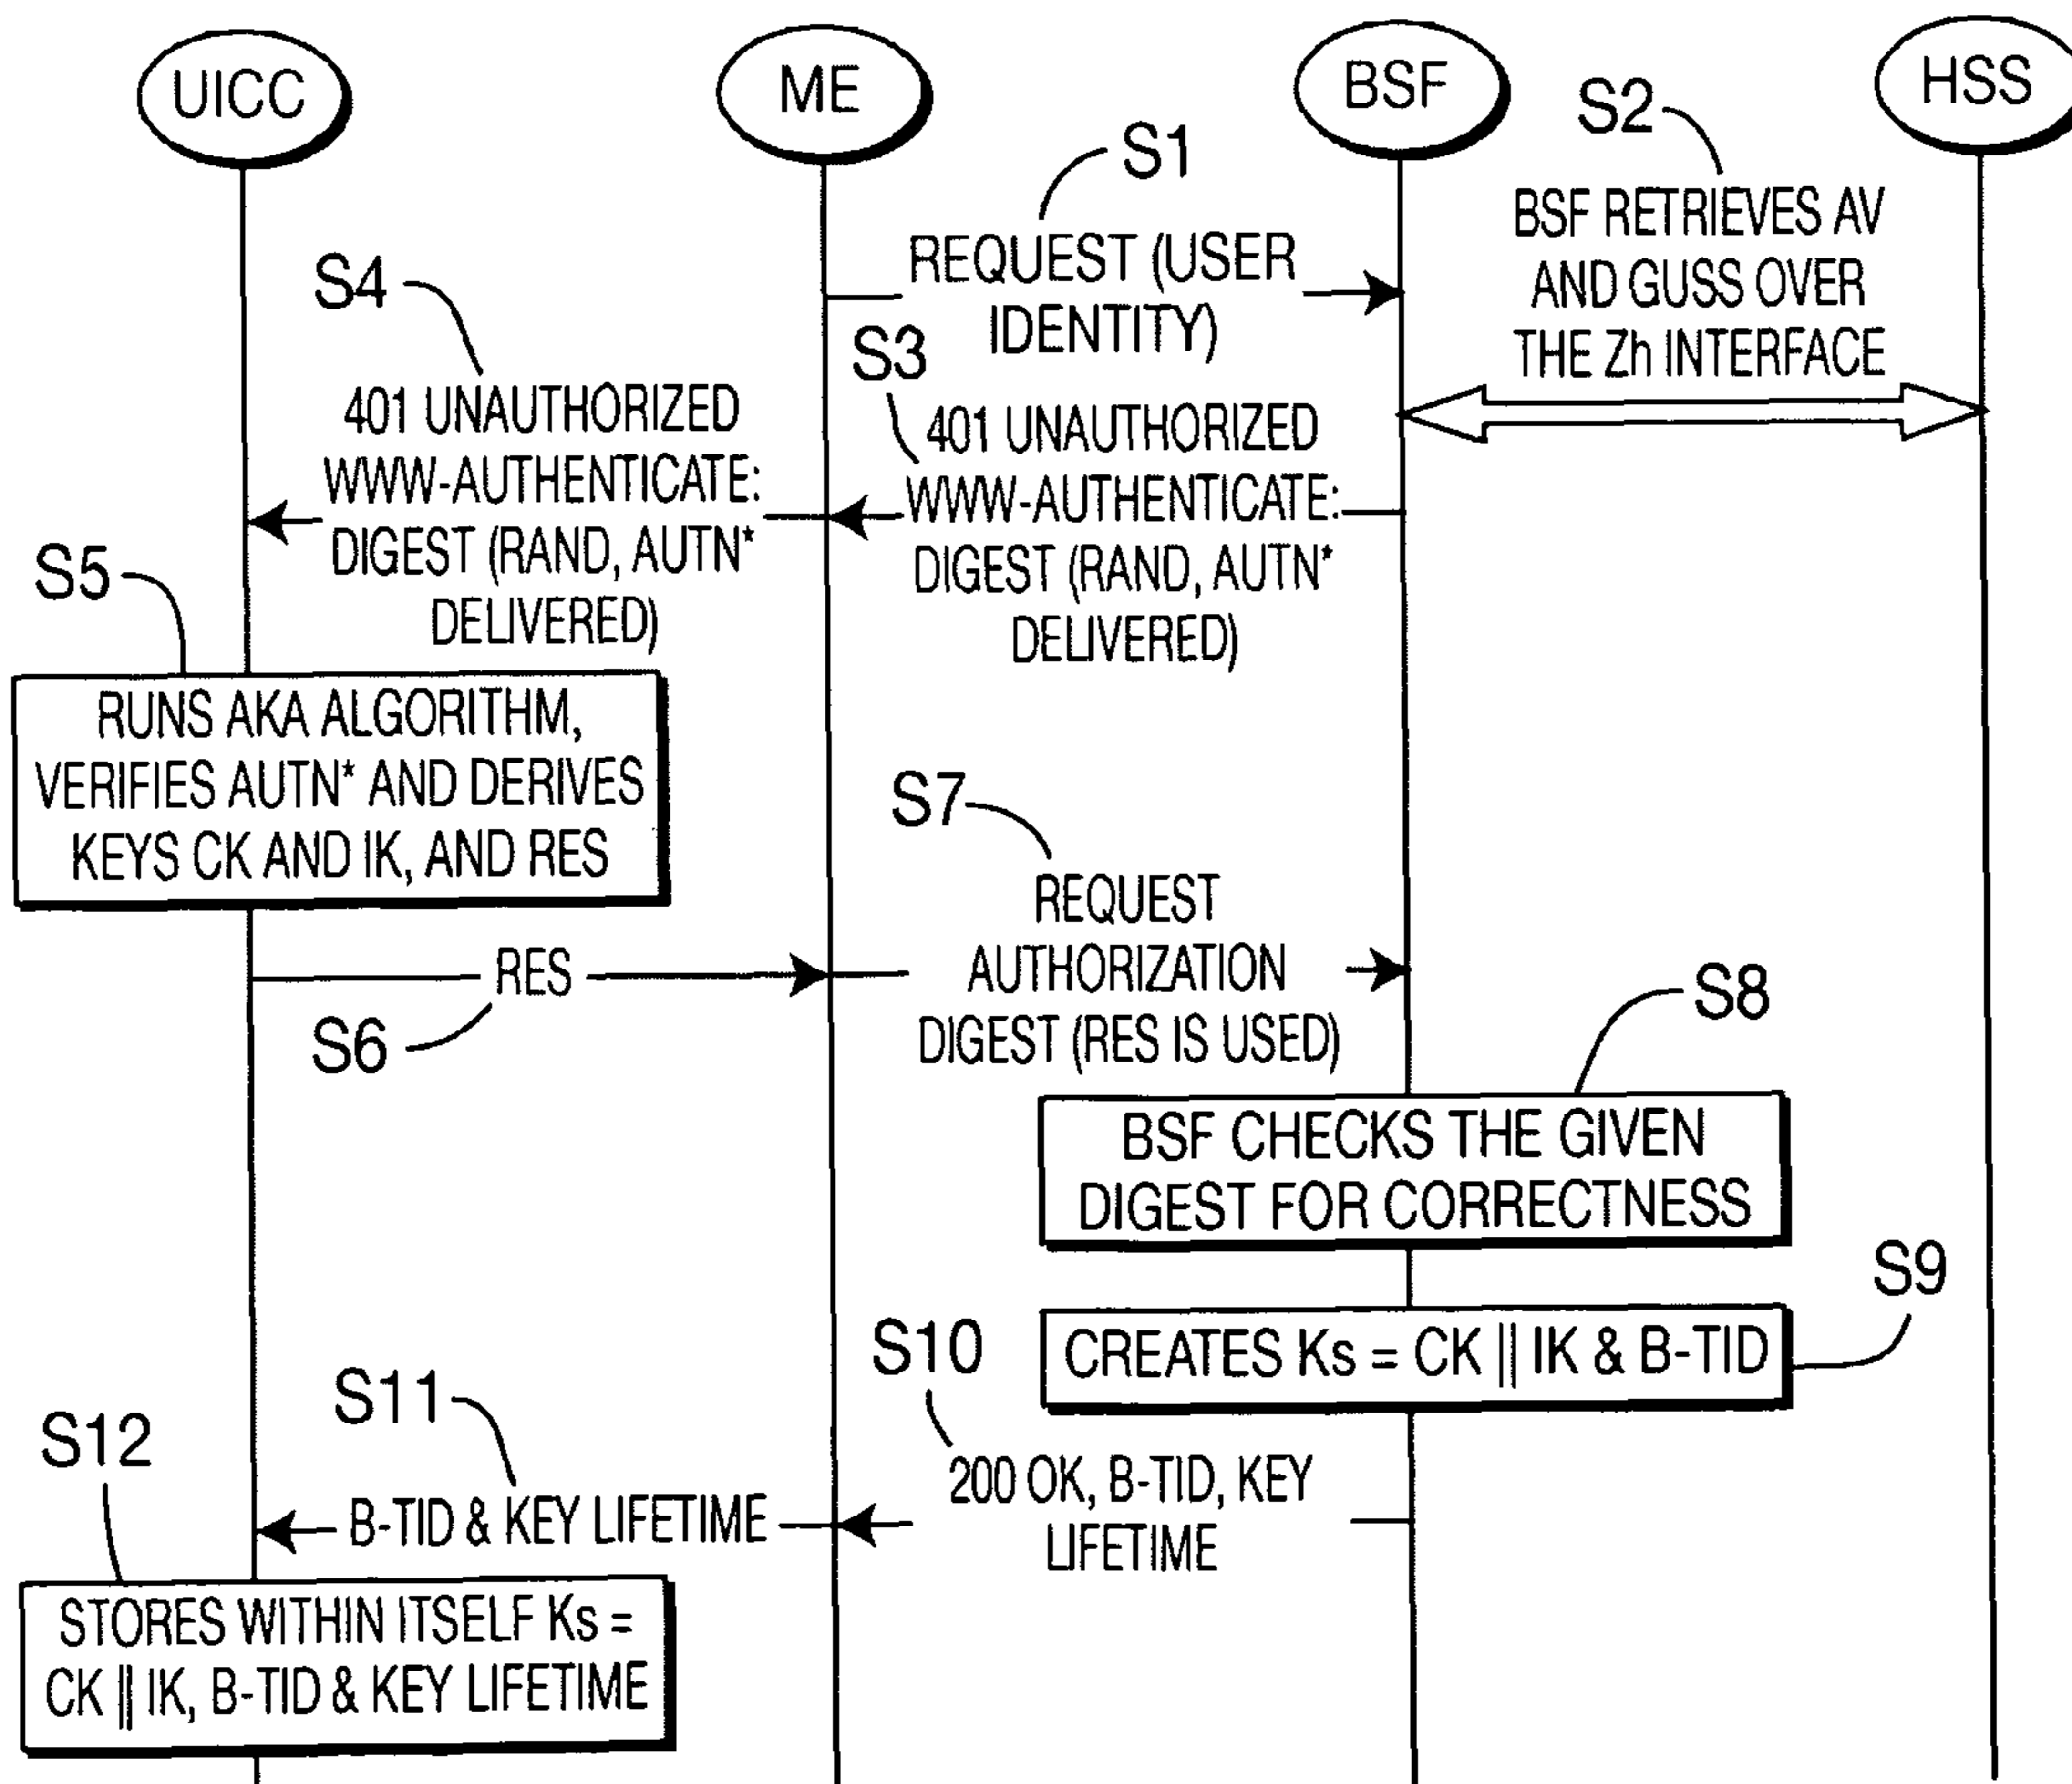 UICC
ME
BSF
HSS
S1
S2
REQUEST (USER
IDENTITY)
BSF RETRIEVES AV
AND GUSS OVER
THE Zh INTERFACE
S4
401 UNAUTHORIZED
WWW-AUTHENTICATE:
DIGEST (RAND, AUTN*
DELIVERED)
S3
401 UNAUTHORIZED
WWW-AUTHENTICATE:
DIGEST (RAND, AUTN*
DELIVERED)
S5
RUNS AKA ALGORITHM,
VERIFIES AUTN* AND DERIVES
KEYS CK AND IK, AND RES
RES
S6
S7
REQUEST
AUTHORIZATION
DIGEST (RES IS USED)
S8
BSF CHECKS THE GIVEN
DIGEST FOR CORRECTNESS
S9
CREATES Ks = CK || IK & B-TID
S10
200 OK, B-TID, KEY
LIFETIME
S11
B-TID & KEY LIFETIME
S12
STORES WITHIN ITSELF Ks =
CK || IK, B-TID & KEY LIFETIME